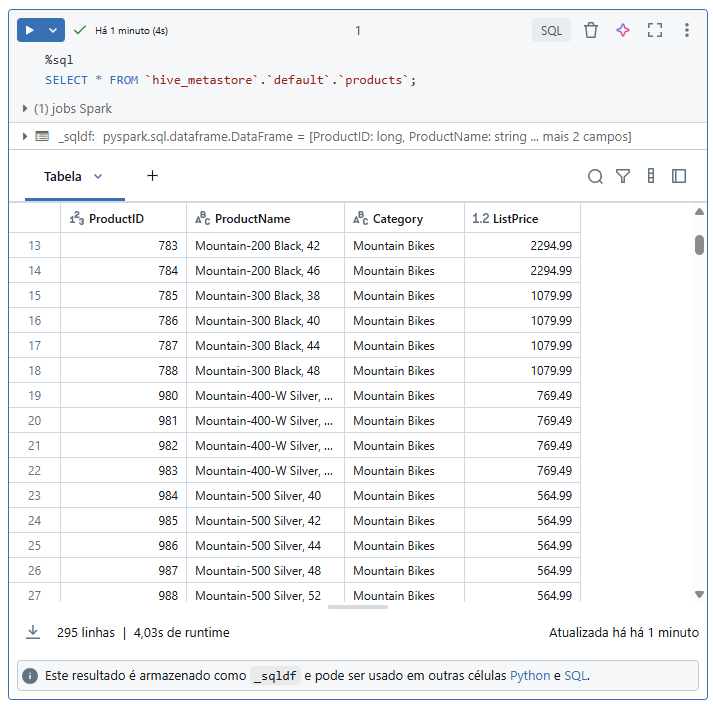 Há 1 minuto (4s)
1
SQL
%sql
SELECT * FROM `hive_metastore`.`default`.`products`;
(1) jobs Spark
_sqldf: pyspark.sql.dataframe.DataFrame = [ProductID: long, ProductName: string ... mais 2 campos]
Tabela +
1²3 ProductID ABC ProductName ABC Category 1.2 ListPrice
13 783 Mountain-200 Black, 42 Mountain Bikes 2294.99
14 784 Mountain-200 Black, 46 Mountain Bikes 2294.99
15 785 Mountain-300 Black, 38 Mountain Bikes 1079.99
16 786 Mountain-300 Black, 40 Mountain Bikes 1079.99
17 787 Mountain-300 Black, 44 Mountain Bikes 1079.99
18 788 Mountain-300 Black, 48 Mountain Bikes 1079.99
19 980 Mountain-400-W Silver, ... Mountain Bikes 769.49
20 981 Mountain-400-W Silver, ... Mountain Bikes 769.49
21 982 Mountain-400-W Silver, ... Mountain Bikes 769.49
22 983 Mountain-400-W Silver, ... Mountain Bikes 769.49
23 984 Mountain-500 Silver, 40 Mountain Bikes 564.99
24 985 Mountain-500 Silver, 42 Mountain Bikes 564.99
25 986 Mountain-500 Silver, 44 Mountain Bikes 564.99
26 987 Mountain-500 Silver, 48 Mountain Bikes 564.99
27 988 Mountain-500 Silver, 52 Mountain Bikes 564.99
295 linhas | 4,03s de runtime Atualizada há há 1 minuto
Este resultado é armazenado como _sqldf e pode ser usado em outras células Python e SQL.